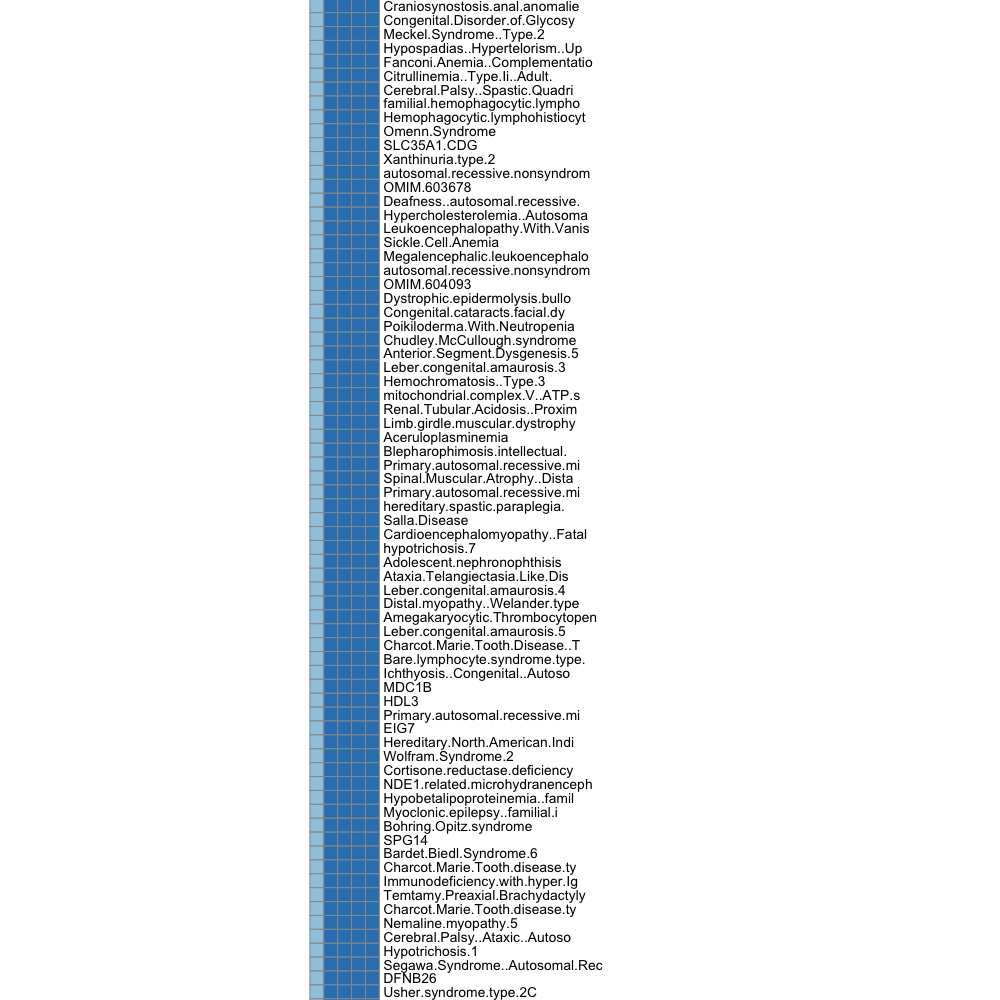 Craniosynostosis.anal.anomalie
Congenital.Disorder.of.Glycosy
Meckel.Syndrome..Type.2
Hypospadias..Hypertelorism..Up
Fanconi.Anemia..Complementatio
Citrullinemia..Type.Ii..Adult.
Cerebral.Palsy..Spastic.Quadri
familial.hemophagocytic.lympho
Hemophagocytic.lymphohistiocyt
Omenn.Syndrome
SLC35A1.CDG
Xanthinuria.type.2
autosomal.recessive.nonsyndrom
OMIM.603678
Deafness..autosomal.recessive.
Hypercholesterolemia..Autosoma
Leukoencephalopathy.With.Vanis
Sickle.Cell.Anemia
Megalencephalic.leukoencephalo
autosomal.recessive.nonsyndrom
OMIM.604093
Dystrophic.epidermolysis.bullo
Congenital.cataracts.facial.dy
Poikiloderma.With.Neutropenia
Chudley.McCullough.syndrome
Anterior.Segment.Dysgenesis.5
Leber.congenital.amaurosis.3
Hemochromatosis..Type.3
mitochondrial.complex.V..ATP.s
Renal.Tubular.Acidosis..Proxim
Limb.girdle.muscular.dystrophy
Aceruloplasminemia
Blepharophimosis.intellectual.
Primary.autosomal.recessive.mi
Spinal.Muscular.Atrophy..Dista
Primary.autosomal.recessive.mi
hereditary.spastic.paraplegia.
Salla.Disease
Cardioencephalomyopathy..Fatal
hypotrichosis.7
Adolescent.nephronophthisis
Ataxia.Telangiectasia.Like.Dis
Leber.congenital.amaurosis.4
Distal.myopathy..Welander.type
Amegakaryocytic.Thrombocytopen
Leber.congenital.amaurosis.5
Charcot.Marie.Tooth.Disease..T
Bare.lymphocyte.syndrome.type.
Ichthyosis..Congenital..Autoso
MDC1B
HDL3
Primary.autosomal.recessive.mi
EIG7
Hereditary.North.American.Indi
Wolfram.Syndrome.2
Cortisone.reductase.deficiency
NDE1.related.microhydranenceph
Hypobetalipoproteinemia..famil
Myoclonic.epilepsy..familial.i
Bohring.Opitz.syndrome
SPG14
Bardet.Biedl.Syndrome.6
Charcot.Marie.Tooth.disease.ty
Immunodeficiency.with.hyper.Ig
Temtamy.Preaxial.Brachydactyly
Charcot.Marie.Tooth.disease.ty
Nemaline.myopathy.5
Cerebral.Palsy..Ataxic..Autoso
Hypotrichosis.1
Segawa.Syndrome..Autosomal.Rec
DFNB26
Usher.syndrome.type.2C